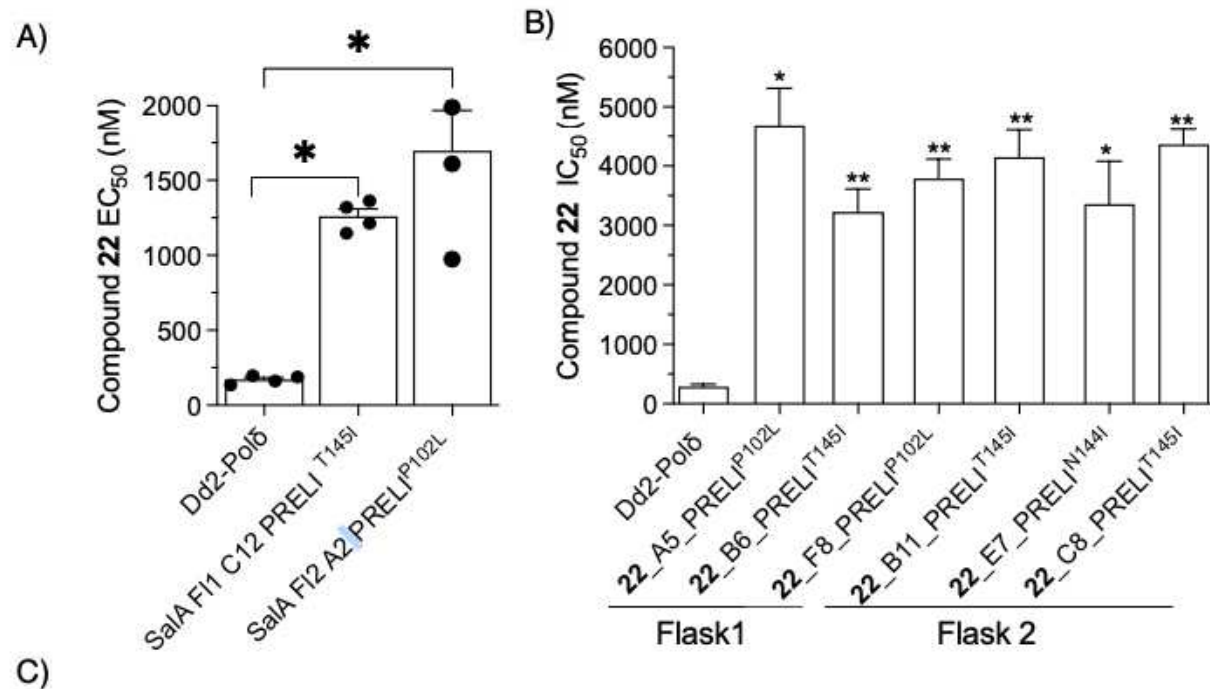 A)
*
*
Compound 22 EC50 (nM)
2000
1500
1000
500
0
Dd2-Polδ
SalA Fl1 C12 PRELI T145I
SalA Fl2 A2 PRELI P102L
B)
Compound 22 IC50 (nM)
6000
5000
4000
3000
2000
1000
0
*
**
**
**
*
**
Dd2-Polδ
22_A5_PRELI P102L
22_B6_PRELI T145I
22_F8_PRELI P102L
22_B11_PRELI T145I
22_E7_PRELI N144I
22_C8_PRELI T145I
Flask1
Flask 2
C)